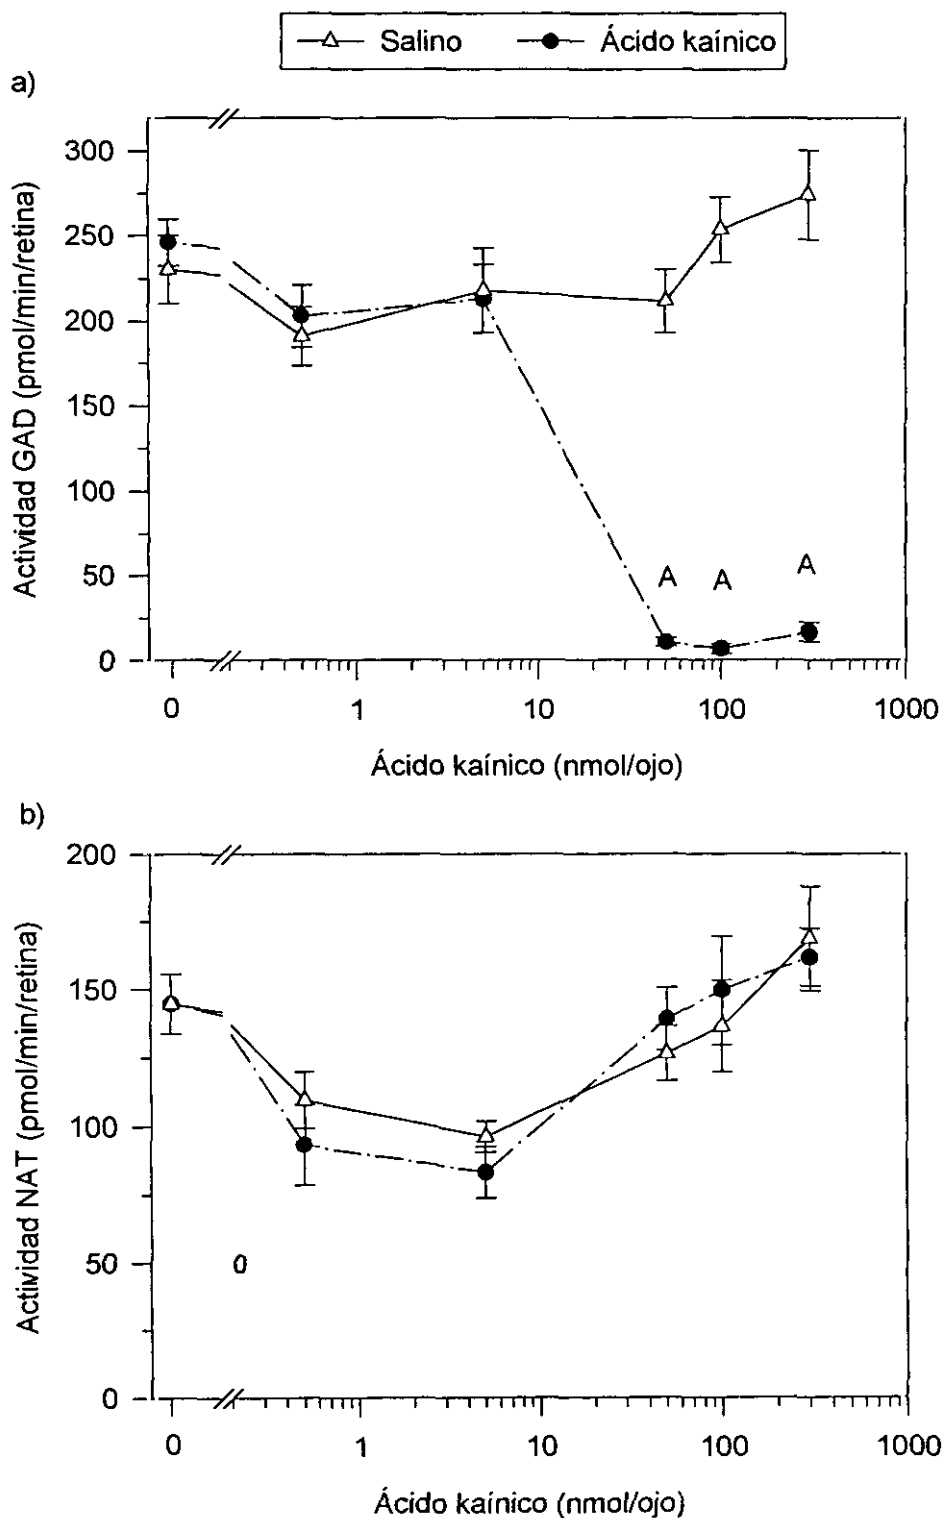 Salino Ácido kaínico
a)
Actividad GAD (pmol/min/retina)
300
250
200
150
100
50
0
A A A
0 1 10 100 1000
Ácido kaínico (nmol/ojo)
b)
Actividad NAT (pmol/min/retina)
200
150
100
50
0
0
0 1 10 100 1000
Ácido kaínico (nmol/ojo)